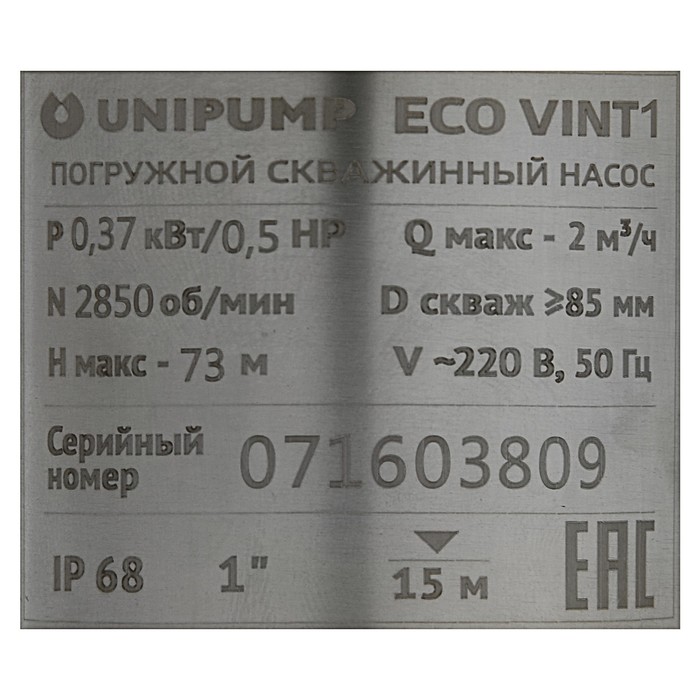 UNIPUMP ECO VINT1
ПОГРУЖНОЙ СКВАЖИННЫЙ НАСОС
P 0,37 кВт/0,5 HP Q макс - 2 м³/ч
N 2850 об/мин D скваж ≥85 мм
H макс - 73 м V ~220 В, 50 Гц
Серийный номер 071603809
IP 68 1" 15 м EAC